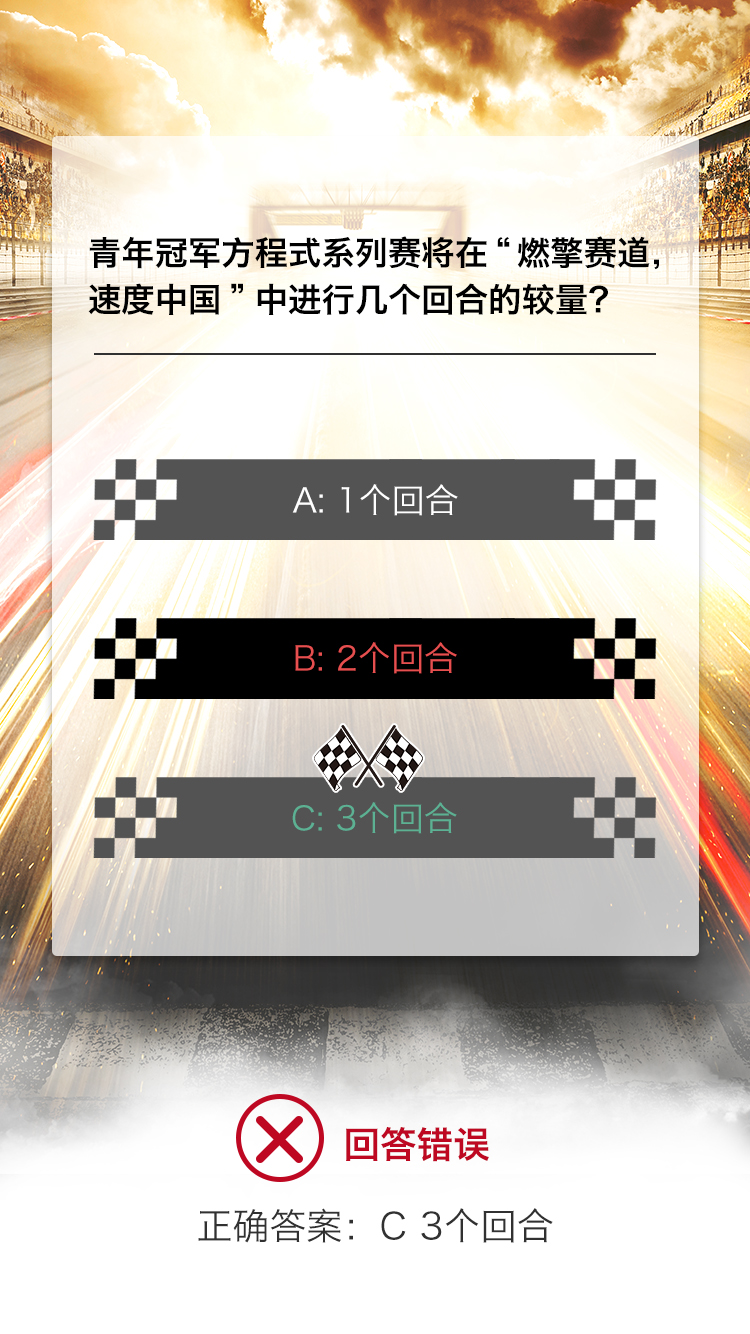 青年冠军方程式系列赛将在“燃擎赛道，
速度中国”中进行几个回合的较量？
A: 1个回合
B: 2个回合
C: 3个回合
回答错误
正确答案：C 3个回合